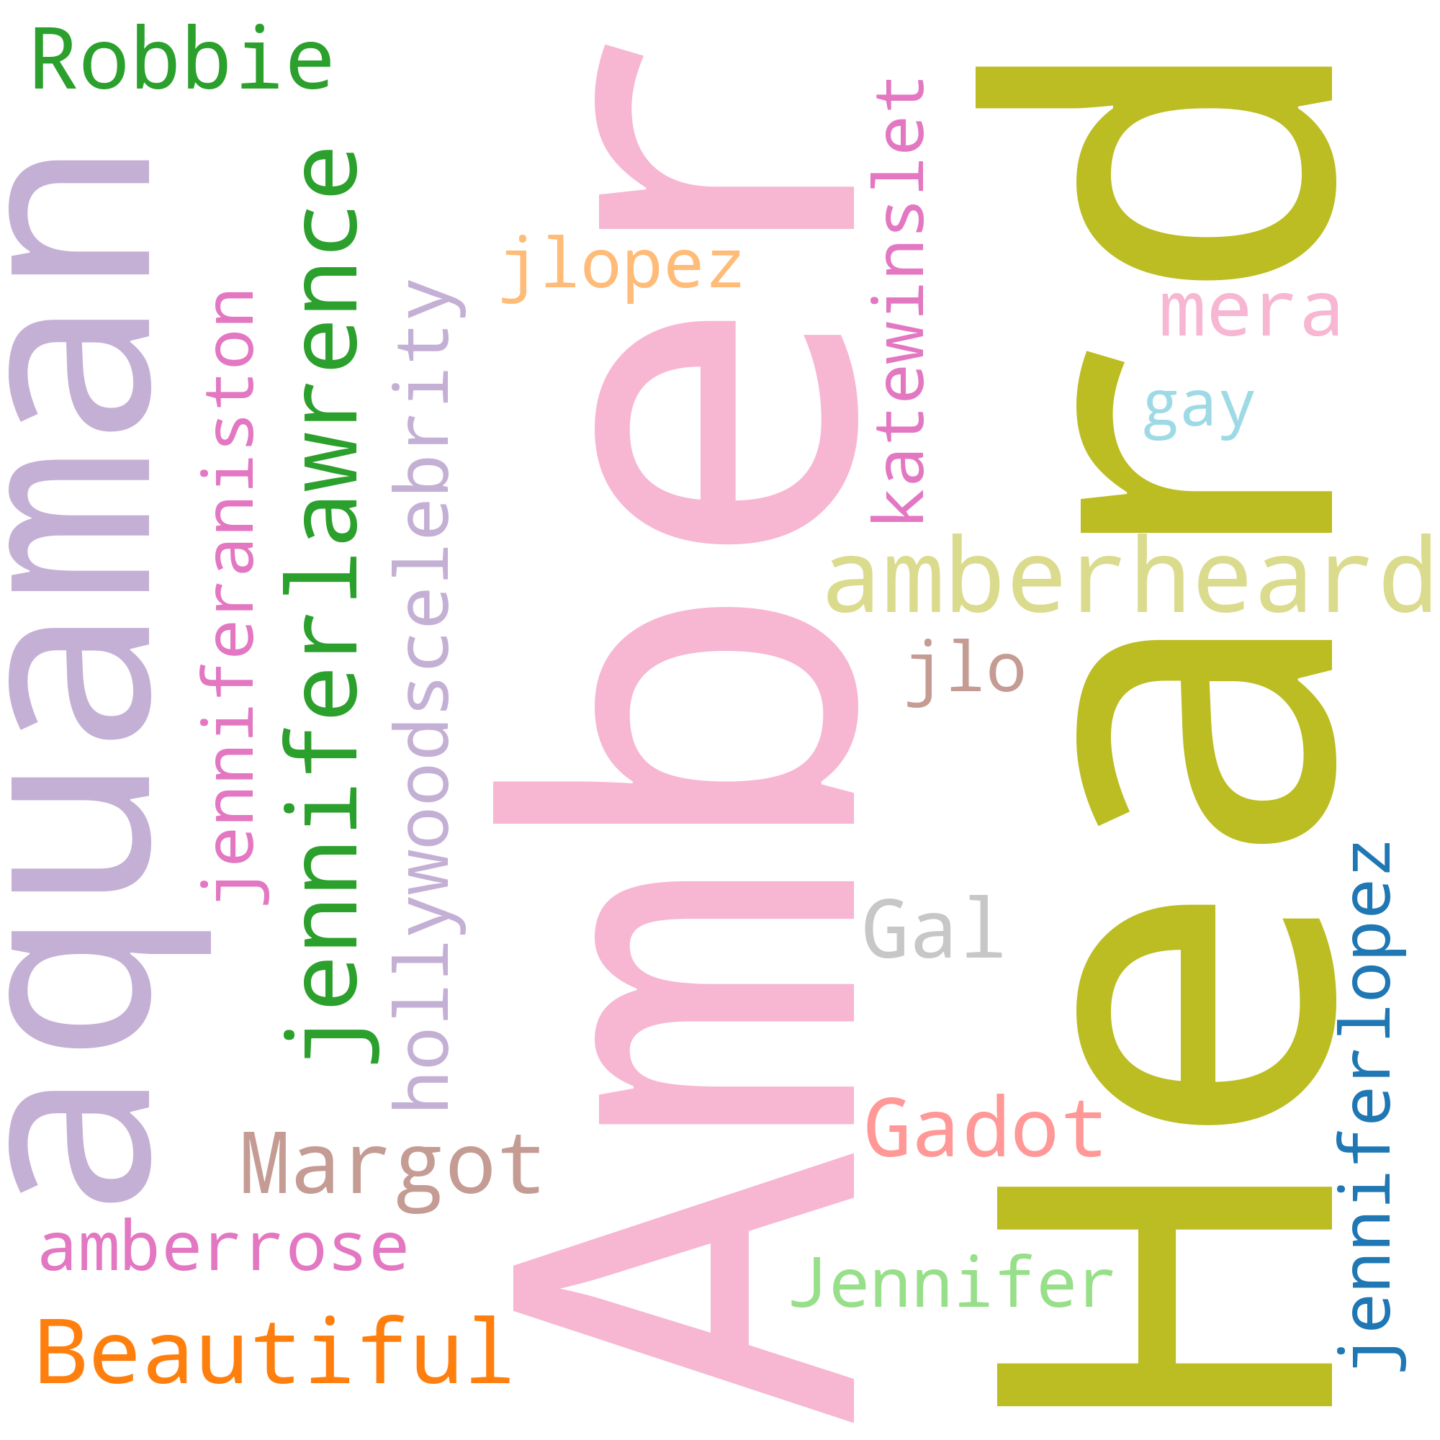 Robbie
aquaman
jenniferaniston
jenniferlawrence
hollywoodscelebrity
jlopez
Amber
katewinslet
Heard
mera
gay
amberheard
jlo
Gal
Gadot
jenniferlopez
Margot
amberrose
Jennifer
Beautiful